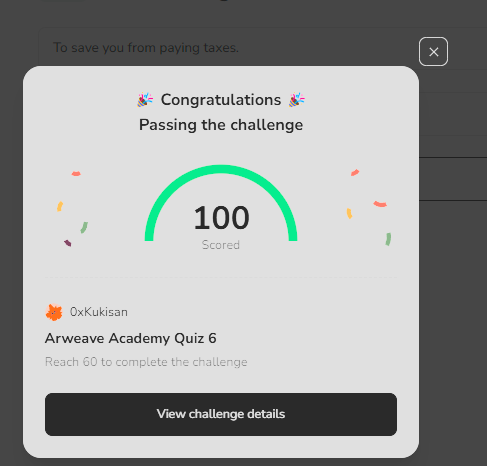 To save you from paying taxes.
🎉 Congratulations 🎉
Passing the challenge
100
Scored
0xKukisan
Arweave Academy Quiz 6
Reach 60 to complete the challenge
View challenge details